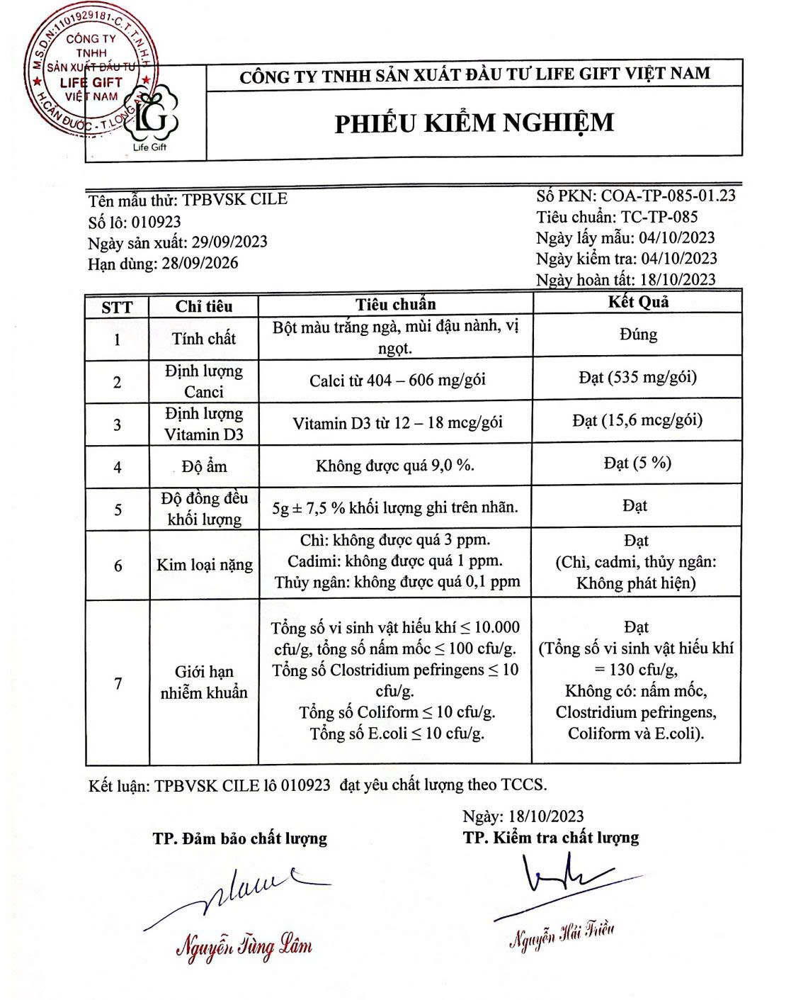 M.S.D.N:1101929181-C.T.T.N.H.H
CÔNG TY
TNHH
SẢN XUẤT ĐẦU TƯ
LIFE GIFT
VIỆT NAM
H.CẦN ĐƯỚC - T.LONG AN
LG
Life Gift
CÔNG TY TNHH SẢN XUẤT ĐẦU TƯ LIFE GIFT VIỆT NAM
PHIẾU KIỂM NGHIỆM
Tên mẫu thử: TPBVSK CILE
Số lô: 010923
Ngày sản xuất: 29/09/2023
Hạn dùng: 28/09/2026
Số PKN: COA-TP-085-01.23
Tiêu chuẩn: TC-TP-085
Ngày lấy mẫu: 04/10/2023
Ngày kiểm tra: 04/10/2023
Ngày hoàn tất: 18/10/2023
STT Chỉ tiêu Tiêu chuẩn Kết Quả
1
Tính chất
Bột màu trắng ngà, mùi đậu nành, vị
ngọt.
Đúng
2
Định lượng
Canci
Calci từ 404 – 606 mg/gói
Đạt (535 mg/gói)
3
Định lượng
Vitamin D3
Vitamin D3 từ 12 – 18 mcg/gói
Đạt (15,6 mcg/gói)
4
Độ ẩm
Không được quá 9,0 %.
Đạt (5 %)
5
Độ đồng đều
khối lượng
5g ± 7,5 % khối lượng ghi trên nhãn.
Đạt
6
Kim loại nặng
Chì: không được quá 3 ppm.
Cadimi: không được quá 1 ppm.
Thủy ngân: không được quá 0,1 ppm
Đạt
(Chì, cadmi, thủy ngân:
Không phát hiện)
7
Giới hạn
nhiễm khuẩn
Tổng số vi sinh vật hiếu khí ≤ 10.000
cfu/g, tổng số nấm mốc ≤ 100 cfu/g.
Tổng số Clostridium pefringens ≤ 10
cfu/g.
Tổng số Coliform ≤ 10 cfu/g.
Tổng số E.coli ≤ 10 cfu/g.
Đạt
(Tổng số vi sinh vật hiếu khí
= 130 cfu/g,
Không có: nấm mốc,
Clostridium pefringens,
Coliform và E.coli).
Kết luận: TPBVSK CILE lô 010923 đạt yêu chất lượng theo TCCS.
Ngày: 18/10/2023
TP. Đảm bảo chất lượng
TP. Kiểm tra chất lượng
Nguyễn Tùng Lâm
Nguyễn Hải Triều